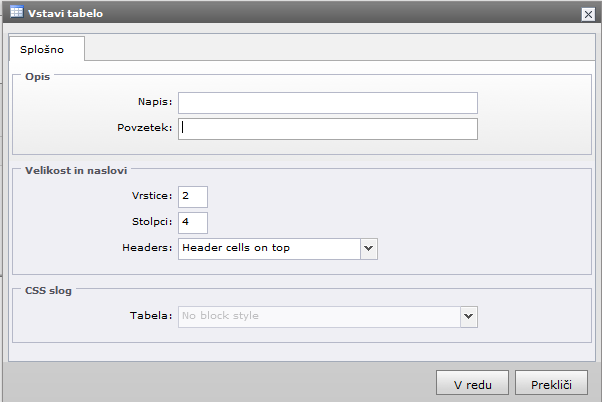 Vstavi tabelo
Splošno
Opis
Napis:
Povzetek:
Velikost in naslovi
Vrstice: 2
Stolpci: 4
Headers: Header cells on top
CSS slog
Tabela: No block style
V redu Prekliči